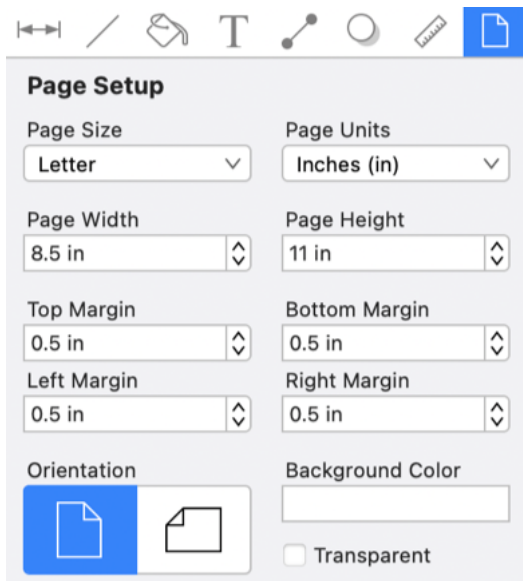 T
Page Setup
Page Size Page Units
Letter Inches (in)
Page Width Page Height
8.5 in 11 in
Top Margin Bottom Margin
0.5 in 0.5 in
Left Margin Right Margin
0.5 in 0.5 in
Orientation Background Color
Transparent